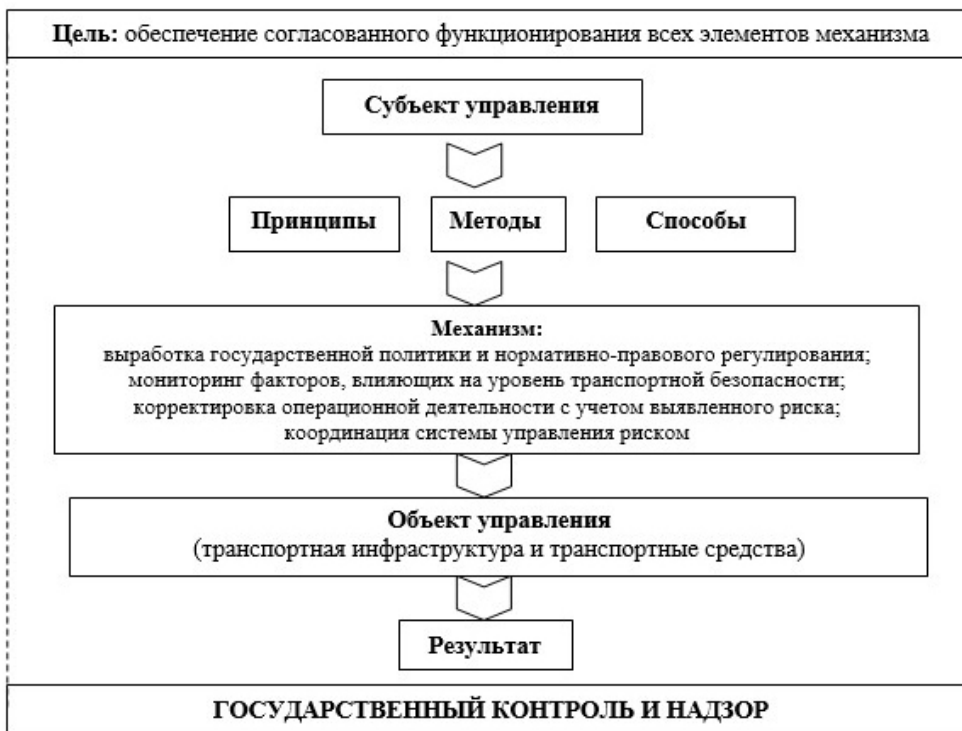 Цель: обеспечение согласованного функционирования всех элементов механизма
Субъект управления
Принципы
Методы
Способы
Механизм:
выработка государственной политики и нормативно-правового регулирования;
мониторинг факторов, влияющих на уровень транспортной безопасности;
корректировка операционной деятельности с учетом выявленного риска;
координация системы управления риском
Объект управления
(транспортная инфраструктура и транспортные средства)
Результат
ГОСУДАРСТВЕННЫЙ КОНТРОЛЬ И НАДЗОР